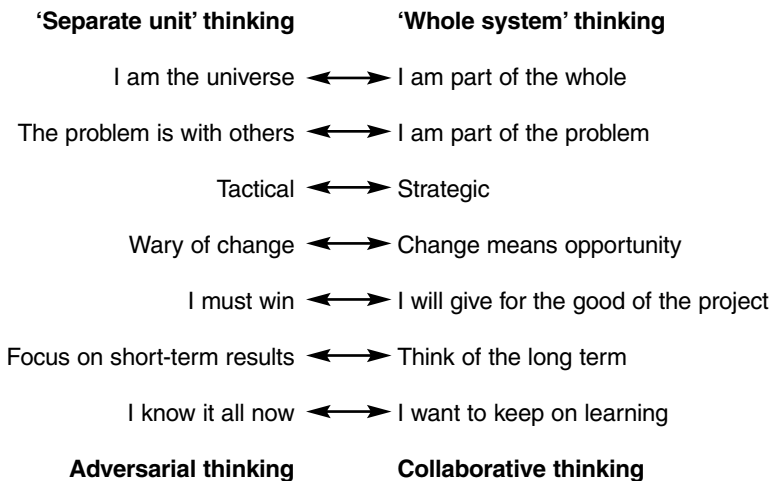 ‘Separate unit’ thinking ‘Whole system’ thinking
I am the universe I am part of the whole
The problem is with others I am part of the problem
Tactical Strategic
Wary of change Change means opportunity
I must win I will give for the good of the project
Focus on short-term results Think of the long term
I know it all now I want to keep on learning
Adversarial thinking Collaborative thinking